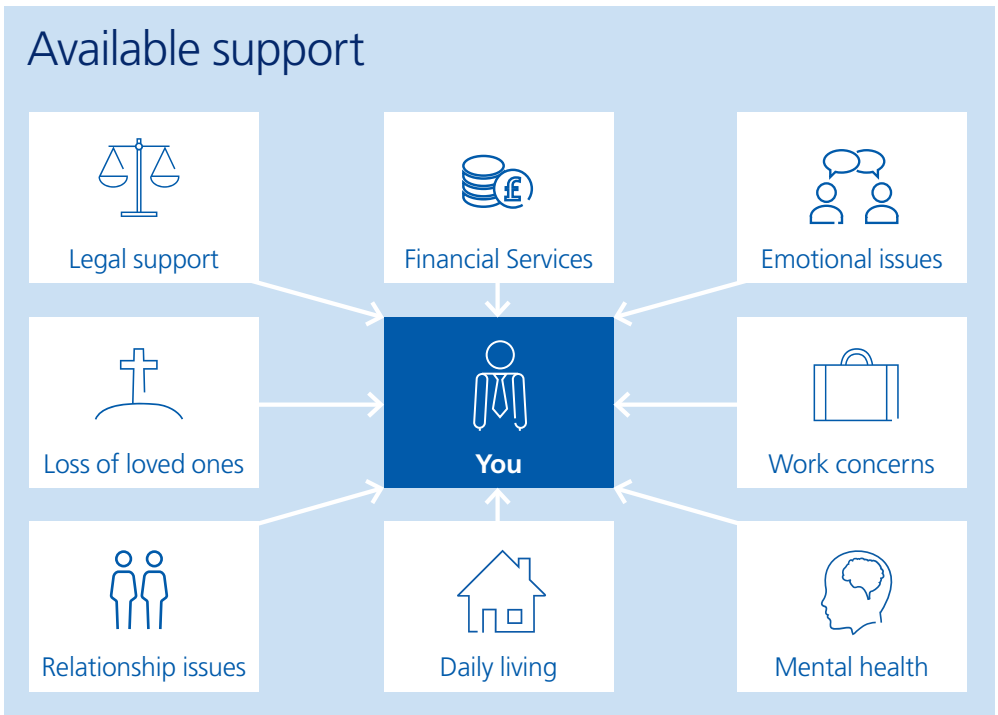 Available support
Legal support
Financial Services
£
Emotional issues
Loss of loved ones
You
Work concerns
Relationship issues
Daily living
Mental health